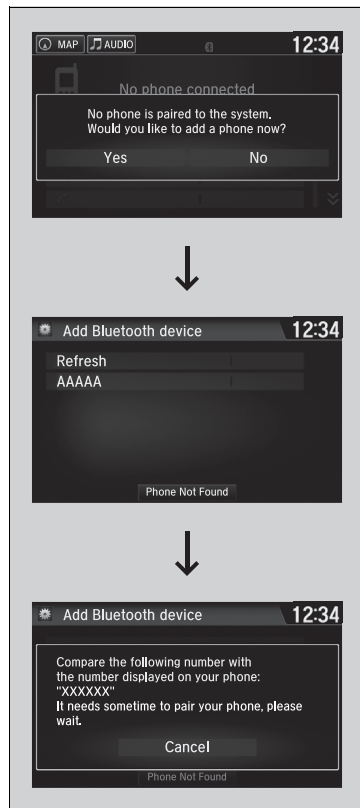 MAP AUDIO 12:34
No phone connected
No phone is paired to the system.
Would you like to add a phone now?
Yes No
Add Bluetooth device 12:34
Refresh
AAAAA
Phone Not Found
Add Bluetooth device 12:34
Compare the following number with
the number displayed on your phone:
"XXXXXX"
It needs sometime to pair your phone, please
wait.
Cancel
Phone Not Found